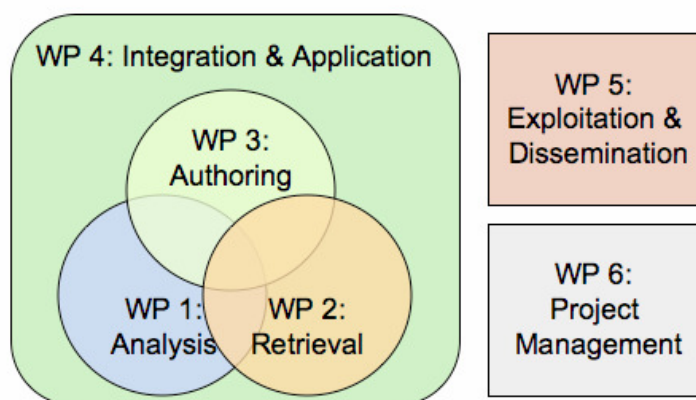 WP 4: Integration & Application
WP 3:
Authoring
WP 1:
Analysis
WP 2:
Retrieval
WP 5:
Exploitation &
Dissemination
WP 6:
Project
Management